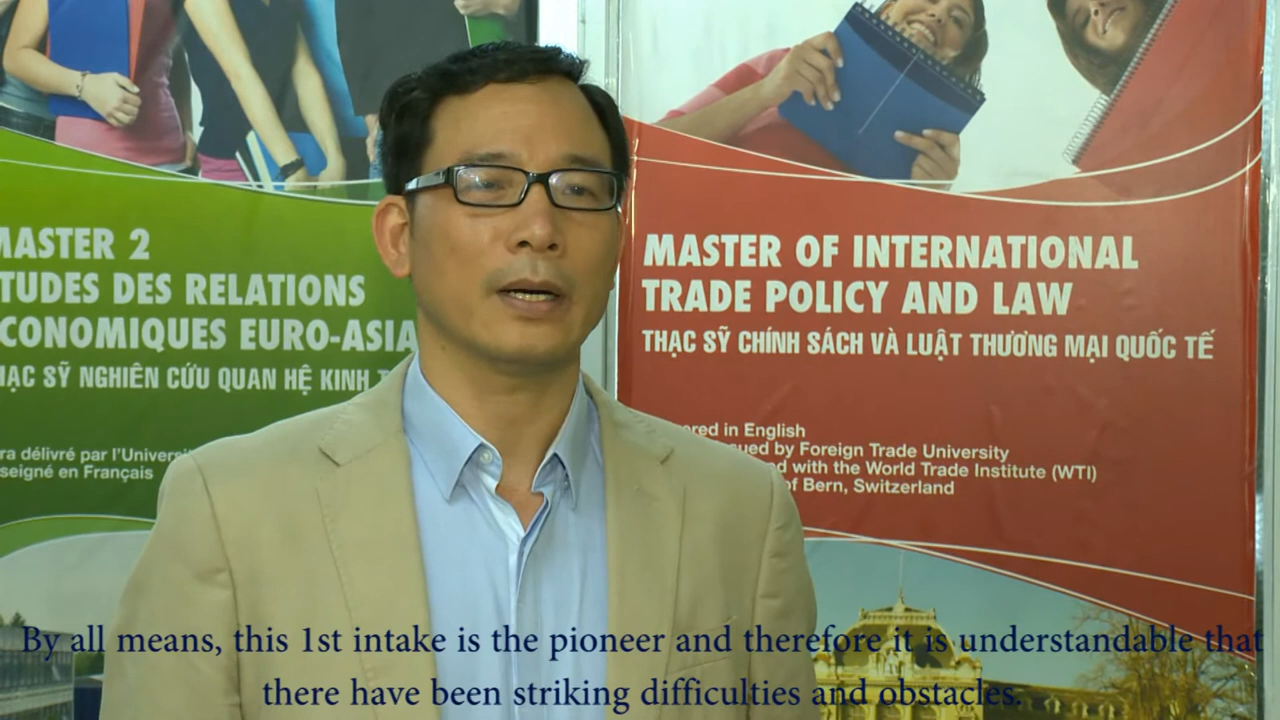 MASTER 2
TUDES DES RELATIONS
CONOMIQUES EURO-ASIA
THẠC SỸ NGHIÊN CỨU QUAN HỆ KINH
ra délivré par l'Universi
seigné en Français
MASTER OF INTERNATIONAL
TRADE POLICY AND LAW
THẠC SỸ CHÍNH SÁCH VÀ LUẬT THƯƠNG MẠI QUỐC TẾ
ered in English
sued by Foreign Trade University
ed with the World Trade Institute (WTI)
of Bern, Switzerland
By all means, this 1st intake is the pioneer and therefore it is understandable that
there have been striking difficulties and obstacles.